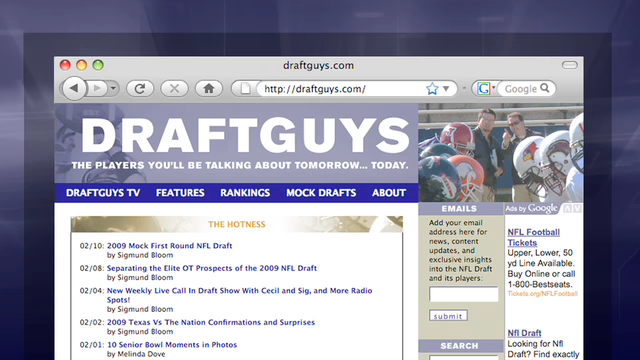 draftguys.com
http://draftguys.com/
Google
DRAFTGUYS
THE PLAYERS YOU'LL BE TALKING ABOUT TOMORROW... TODAY.
DRAFTGUYS TV FEATURES RANKINGS MOCK DRAFTS ABOUT
THE HOTNESS
02/10: 2009 Mock First Round NFL Draft
by Sigmund Bloom
02/08: Separating the Elite OT Prospects of the 2009 NFL Draft
by Sigmund Bloom
02/04: New Weekly Live Call In Draft Show With Cecil and Sig, and More Radio
Spots!
by Sigmund Bloom
02/02: 2009 Texas Vs The Nation Confirmations and Surprises
by Sigmund Bloom
02/01: 10 Senior Bowl Moments in Photos
by Melinda Dove
EMAILS
Add your email
address here for
news, content
updates, and
exclusive insights
into the NFL Draft
and its players:
submit
SEARCH
Ads by Google
NFL Football
Tickets
Upper, Lower, 50
yd Line Available.
Buy Online or call
1-800-Bestseats.
Tickets.org/NFLFootball
Nfl Draft
Looking for Nfl
Draft? Find exactly